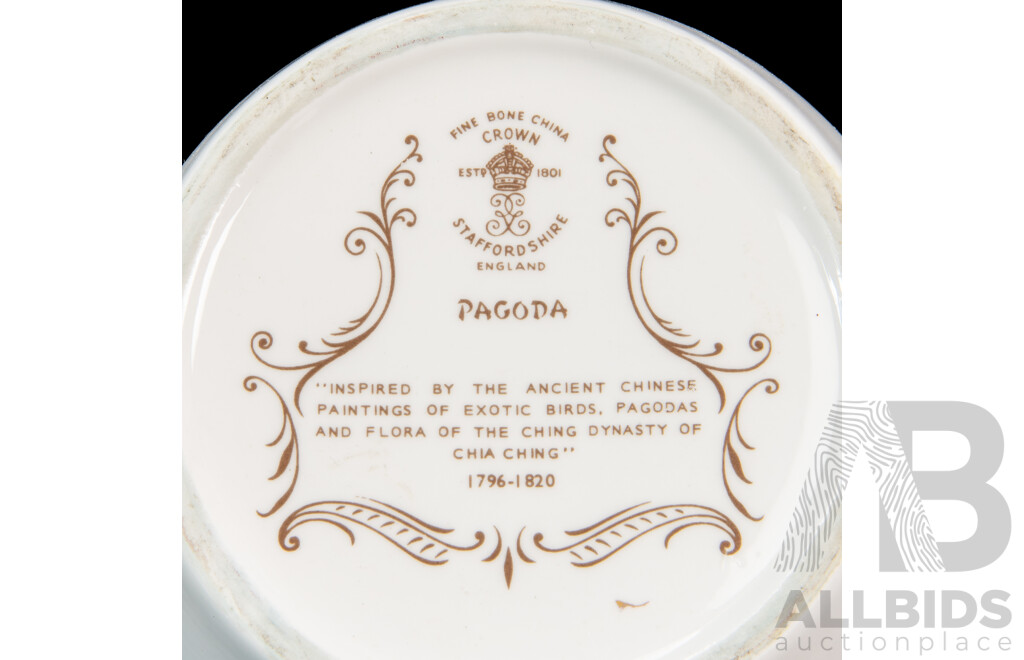 FINE BONE CHINA
CROWN
ESTD 1801
STAFFORDSHIRE
ENGLAND
PAGODA
"INSPIRED BY THE ANCIENT CHINESE
PAINTINGS OF EXOTIC BIRDS, PAGODAS
AND FLORA OF THE CHING DYNASTY OF
CHIA CHING"
1796-1820
AB
ALLBIDS
auctionplace